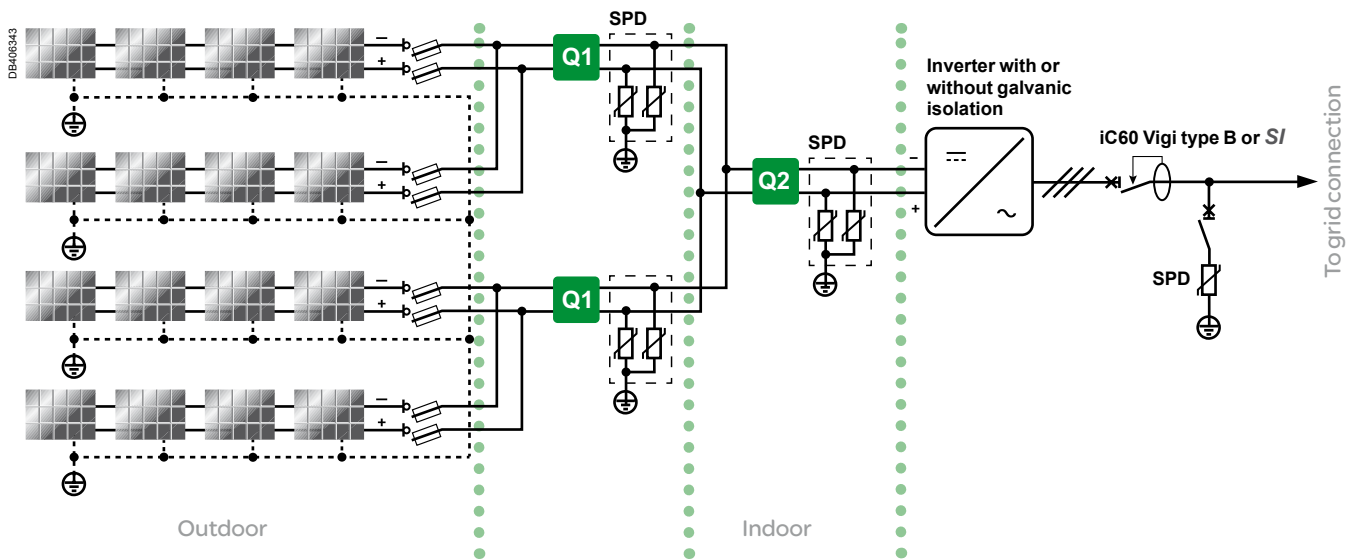 DB406343
SPD
−
+
Q1
−
+
Inverter with or
without galvanic
isolation
iC60 Vigi type B or SI
SPD
Q2
−
+
SPD
To grid connection
−
+
Q1
−
+
Outdoor
Indoor